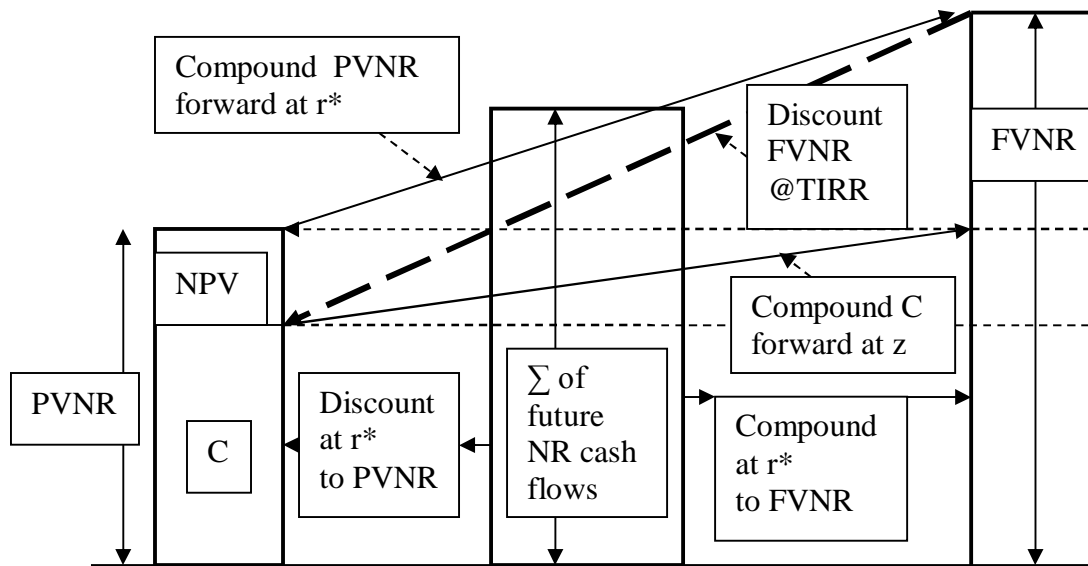 Compound PVNR
forward at r*
Discount
FVNR
@TIRR
FVNR
NPV
Compound C
forward at z
PVNR
C
Discount
at r*
to PVNR
∑ of
future
NR cash
flows
Compound
at r*
to FVNR